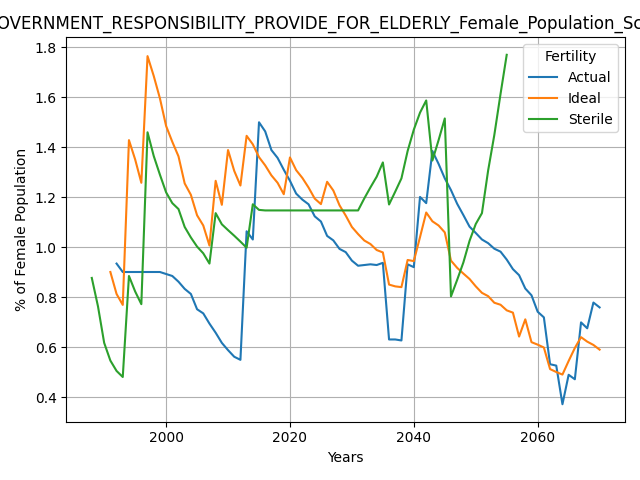 OVERNMENT_RESPONSIBILITY_PROVIDE_FOR_ELDERLY_Female_Population_Sc
% of Female Population
1.8
1.6
1.4
1.2
1.0
0.8
0.6
0.4
Fertility
Actual
Ideal
Sterile
2000 2020 2040 2060
Years